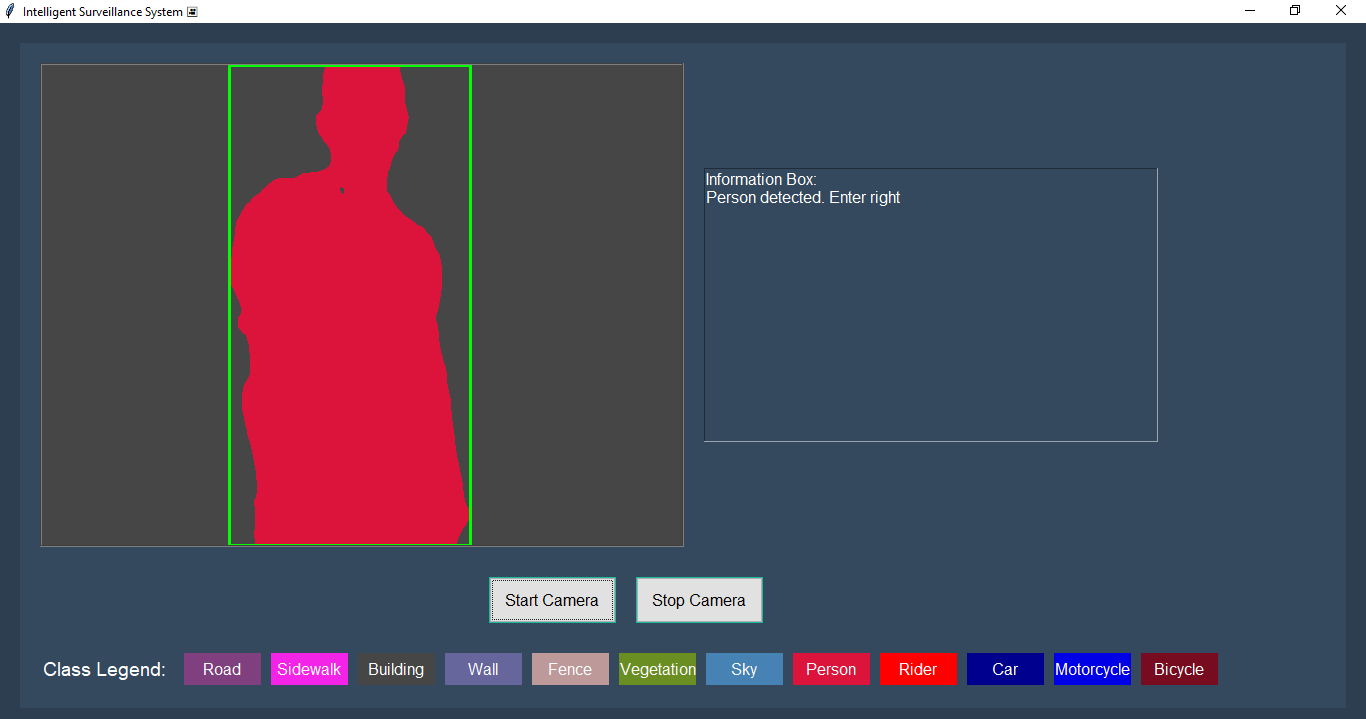 Intelligent Surveillance System
Information Box:
Person detected. Enter right
Start Camera
Stop Camera
Class Legend:
Road
Sidewalk
Building
Wall
Fence
Vegetation
Sky
Person
Rider
Car
Motorcycle
Bicycle